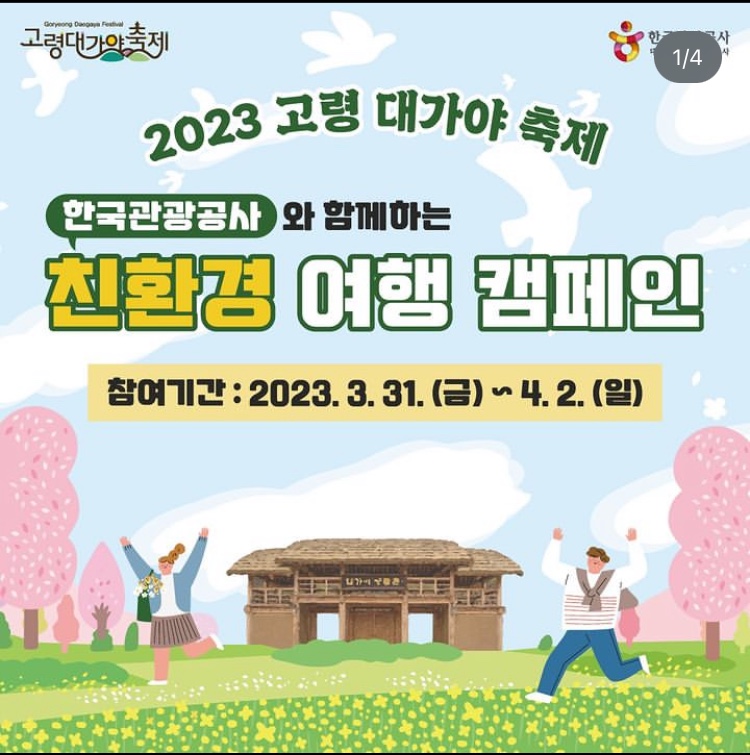 Goryeong Daegaya Festival
고령대가야축제
1/4
2023 고령 대가야 축제
한국관광공사 와 함께하는
친환경 여행 캠페인
참여기간 : 2023. 3. 31. (금) ~ 4. 2. (일)